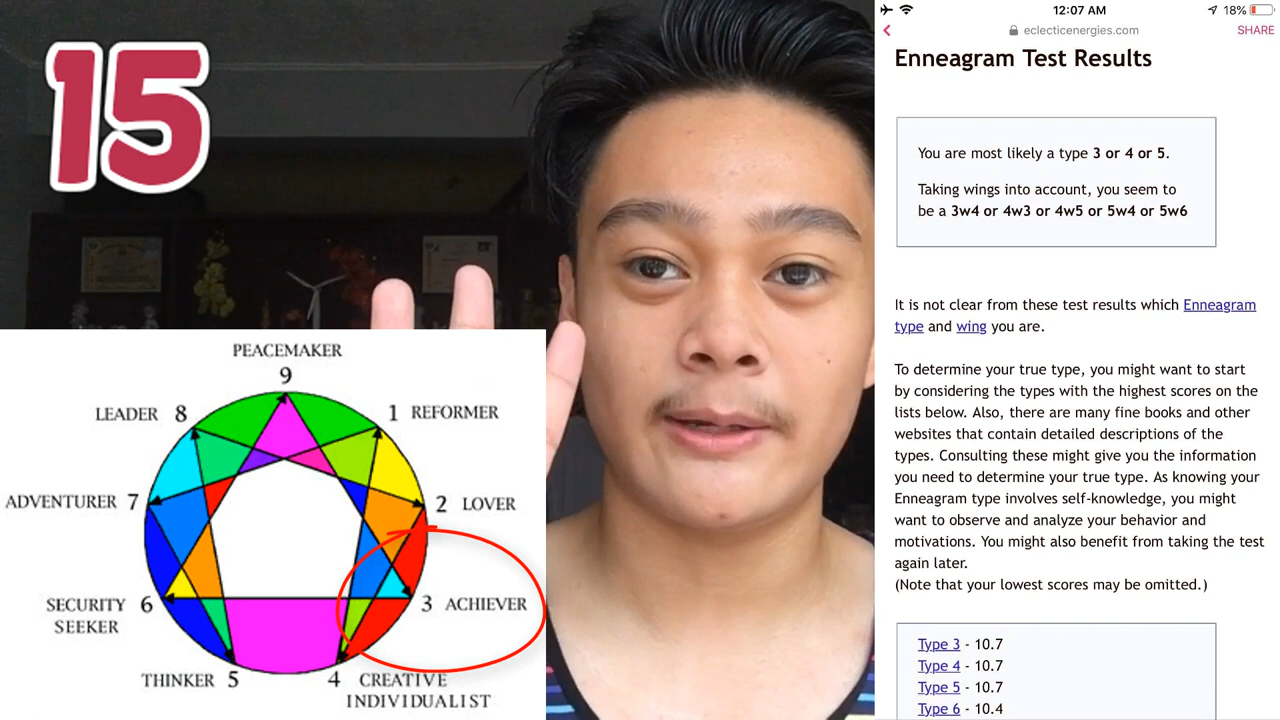 15
PEACEMAKER
9
LEADER 8
1 REFORMER
ADVENTURER 7
2 LOVER
SECURITY 6
SEEKER
3 ACHIEVER
THINKER 5
4 CREATIVE
INDIVIDUALIST
12:07 AM
18%
eclecticenergies.com
SHARE
Enneagram Test Results
You are most likely a type 3 or 4 or 5.
Taking wings into account, you seem to
be a 3w4 or 4w3 or 4w5 or 5w4 or 5w6
It is not clear from these test results which Enneagram
type and wing you are.
To determine your true type, you might want to start
by considering the types with the highest scores on the
lists below. Also, there are many fine books and other
websites that contain detailed descriptions of the
types. Consulting these might give you the information
you need to determine your true type. As knowing your
Enneagram type involves self-knowledge, you might
want to observe and analyze your behavior and
motivations. You might also benefit from taking the test
again later.
(Note that your lowest scores may be omitted.)
Type 3 - 10.7
Type 4 - 10.7
Type 5 - 10.7
Type 6 - 10.4